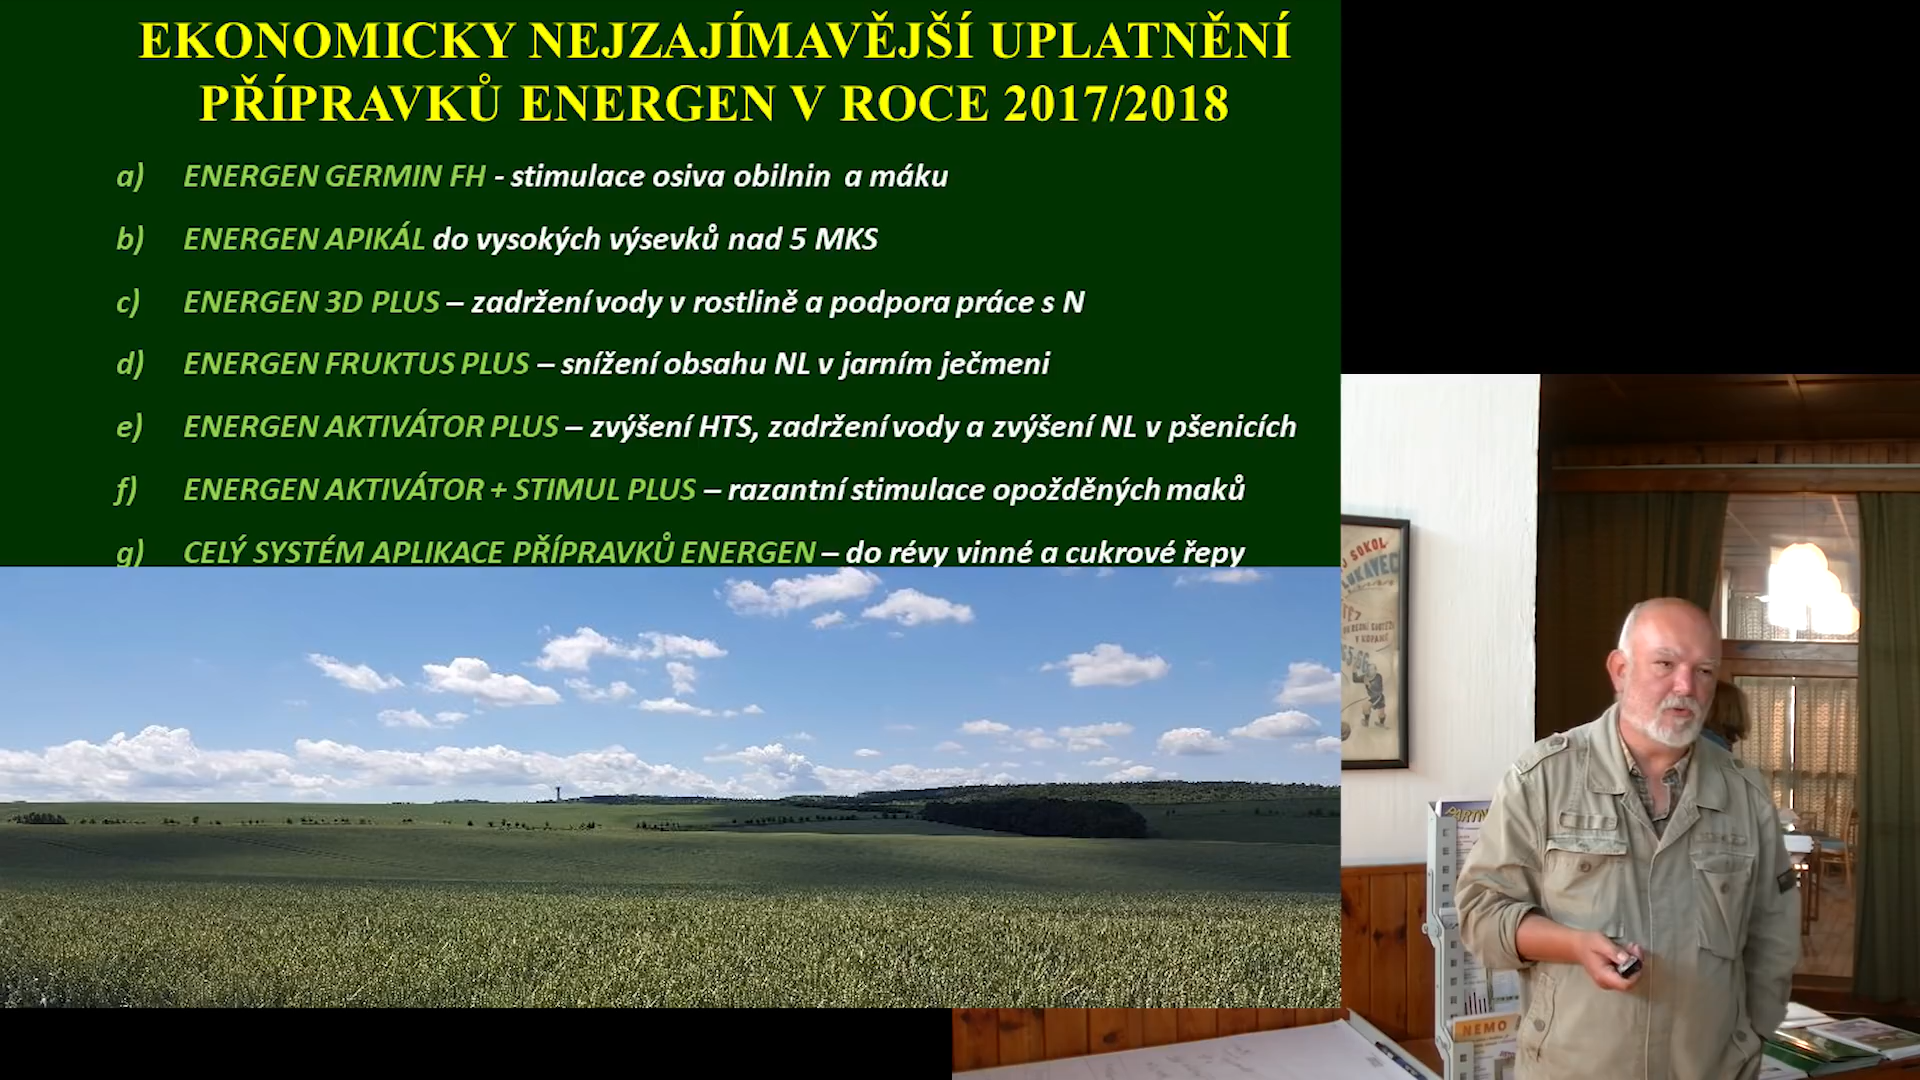 EKONOMICKY NEJZAJÍMAVĚJŠÍ UPLATNĚNÍ
PŘÍPRAVKŮ ENERGEN V ROCE 2017/2018
a) ENERGEN GERMIN FH - stimulace osiva obilnin a máku
b) ENERGEN APIKÁL do vysokých výsevků nad 5 MKS
c) ENERGEN 3D PLUS – zadržení vody v rostlině a podpora práce s N
d) ENERGEN FRUKTUS PLUS – snížení obsahu NL v jarním ječmeni
e) ENERGEN AKTIVÁTOR PLUS – zvýšení HTS, zadržení vody a zvýšení NL v pšenicích
f) ENERGEN AKTIVÁTOR + STIMUL PLUS – razantní stimulace opožděných maků
g) CELÝ SYSTÉM APLIKACE PŘÍPRAVKŮ ENERGEN – do révy vinné a cukrové řepy
SOKOL
LUKAVEC
V KOPANÉ
NEMO